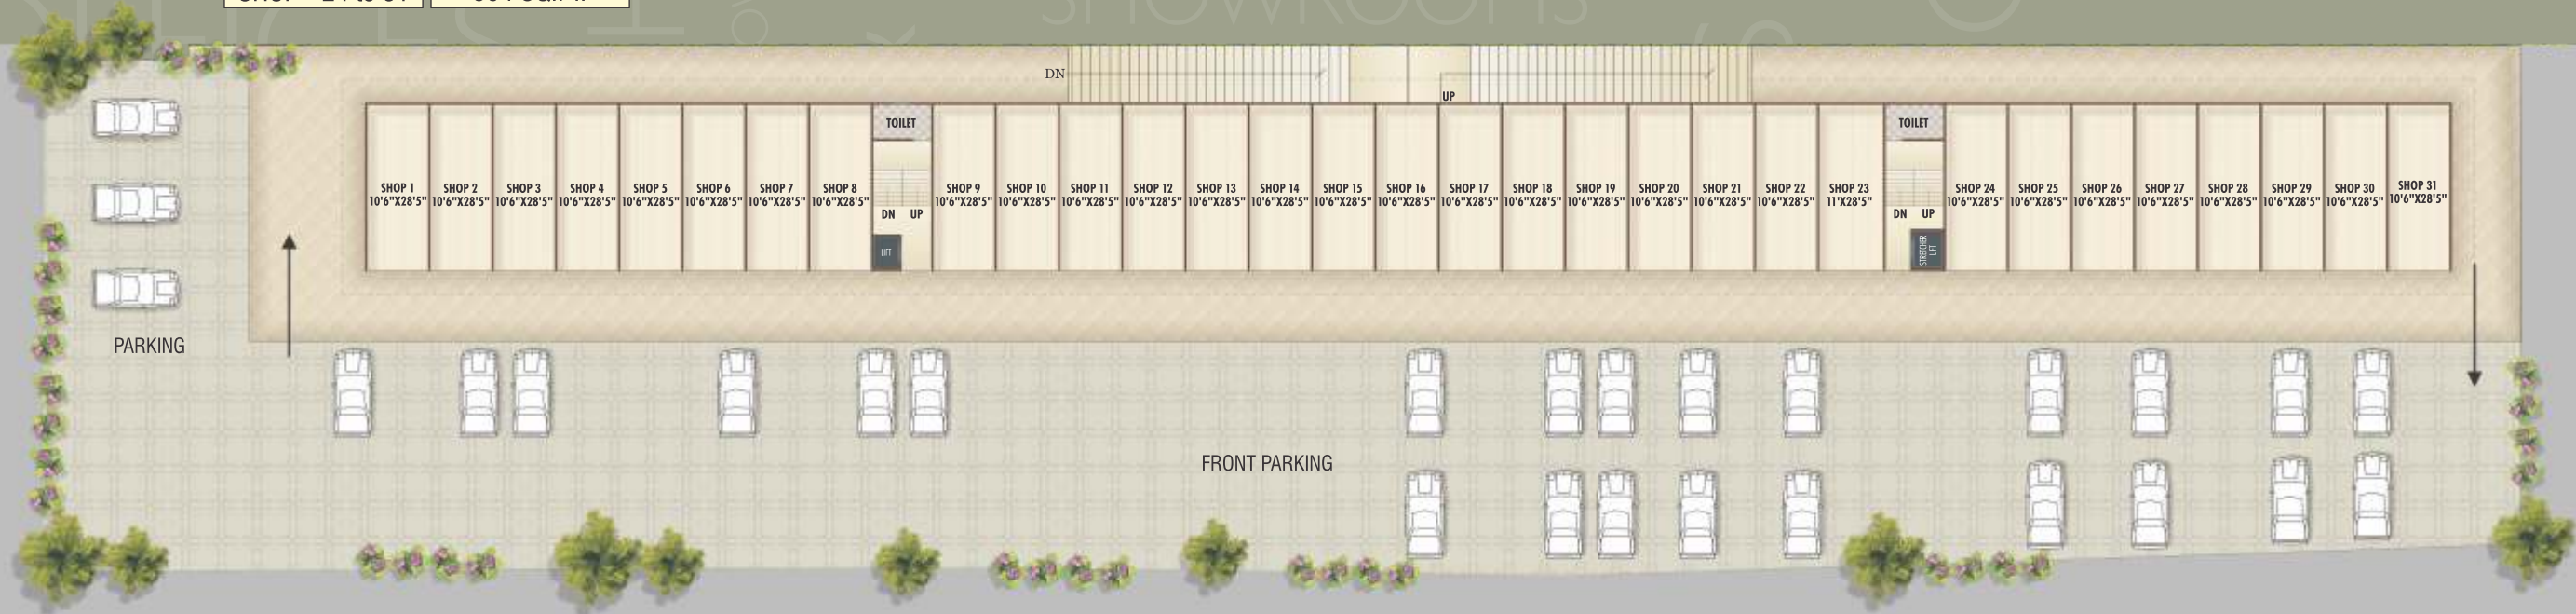 SHOWROOMS
DN
UP
TOILET
TOILET
SHOP 1
10'6"X28'5"
SHOP 2
10'6"X28'5"
SHOP 3
10'6"X28'5"
SHOP 4
10'6"X28'5"
SHOP 5
10'6"X28'5"
SHOP 6
10'6"X28'5"
SHOP 7
10'6"X28'5"
SHOP 8
10'6"X28'5"
DN UP
LIFT
SHOP 9
10'6"X28'5"
SHOP 10
10'6"X28'5"
SHOP 11
10'6"X28'5"
SHOP 12
10'6"X28'5"
SHOP 13
10'6"X28'5"
SHOP 14
10'6"X28'5"
SHOP 15
10'6"X28'5"
SHOP 16
10'6"X28'5"
SHOP 17
10'6"X28'5"
SHOP 18
10'6"X28'5"
SHOP 19
10'6"X28'5"
SHOP 20
10'6"X28'5"
SHOP 21
10'6"X28'5"
SHOP 22
10'6"X28'5"
SHOP 23
11'X28'5"
DN UP
STRETCHER
LIFT
SHOP 24
10'6"X28'5"
SHOP 25
10'6"X28'5"
SHOP 26
10'6"X28'5"
SHOP 27
10'6"X28'5"
SHOP 28
10'6"X28'5"
SHOP 29
10'6"X28'5"
SHOP 30
10'6"X28'5"
SHOP 31
10'6"X28'5"
PARKING
FRONT PARKING